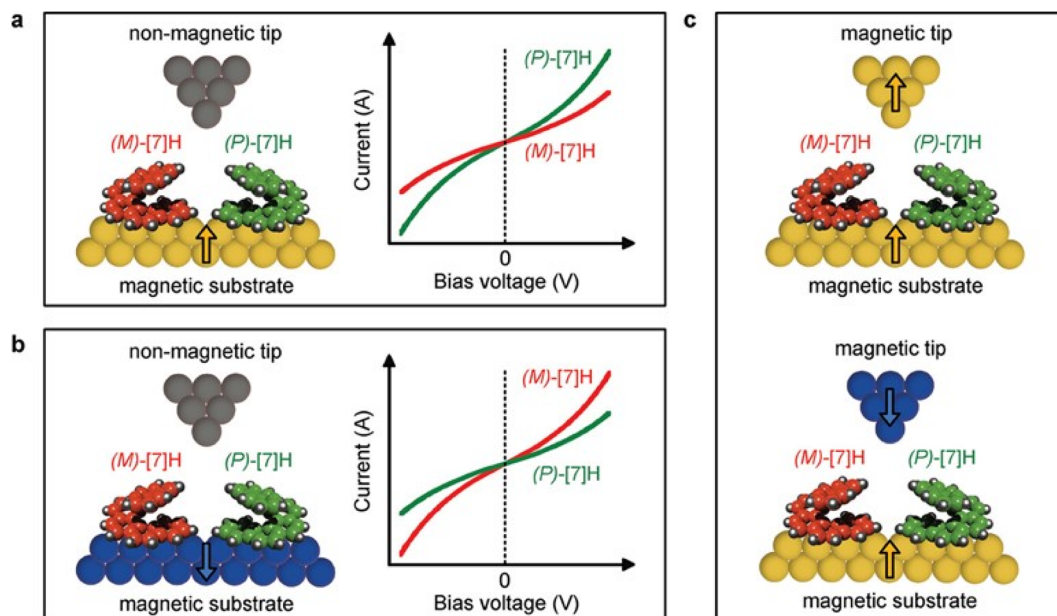 a
non-magnetic tip
(M)-[7]H (P)-[7]H
magnetic substrate
Current (A)
(P)-[7]H
(M)-[7]H
0
Bias voltage (V)
b
non-magnetic tip
(M)-[7]H (P)-[7]H
magnetic substrate
Current (A)
(M)-[7]H
(P)-[7]H
0
Bias voltage (V)
c
magnetic tip
(M)-[7]H (P)-[7]H
magnetic substrate
magnetic tip
(M)-[7]H (P)-[7]H
magnetic substrate